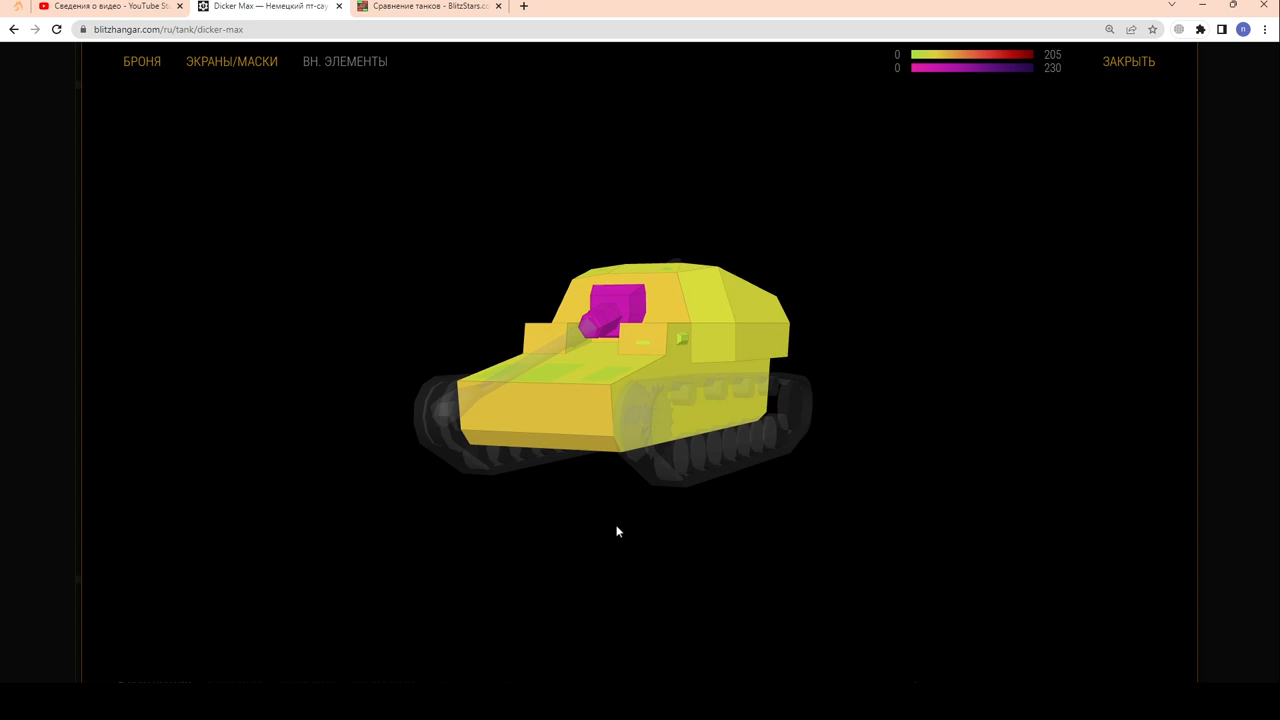 Сведения о видео - YouTube St
Dicker Max — Немецкий пт-сау
Сравнение танков - BlitzStars.co
blitzhangar.com/ru/tank/dicker-max
n
БРОНЯ ЭКРАНЫ/МАСКИ ВН. ЭЛЕМЕНТЫ
0 205
0 230
ЗАКРЫТЬ